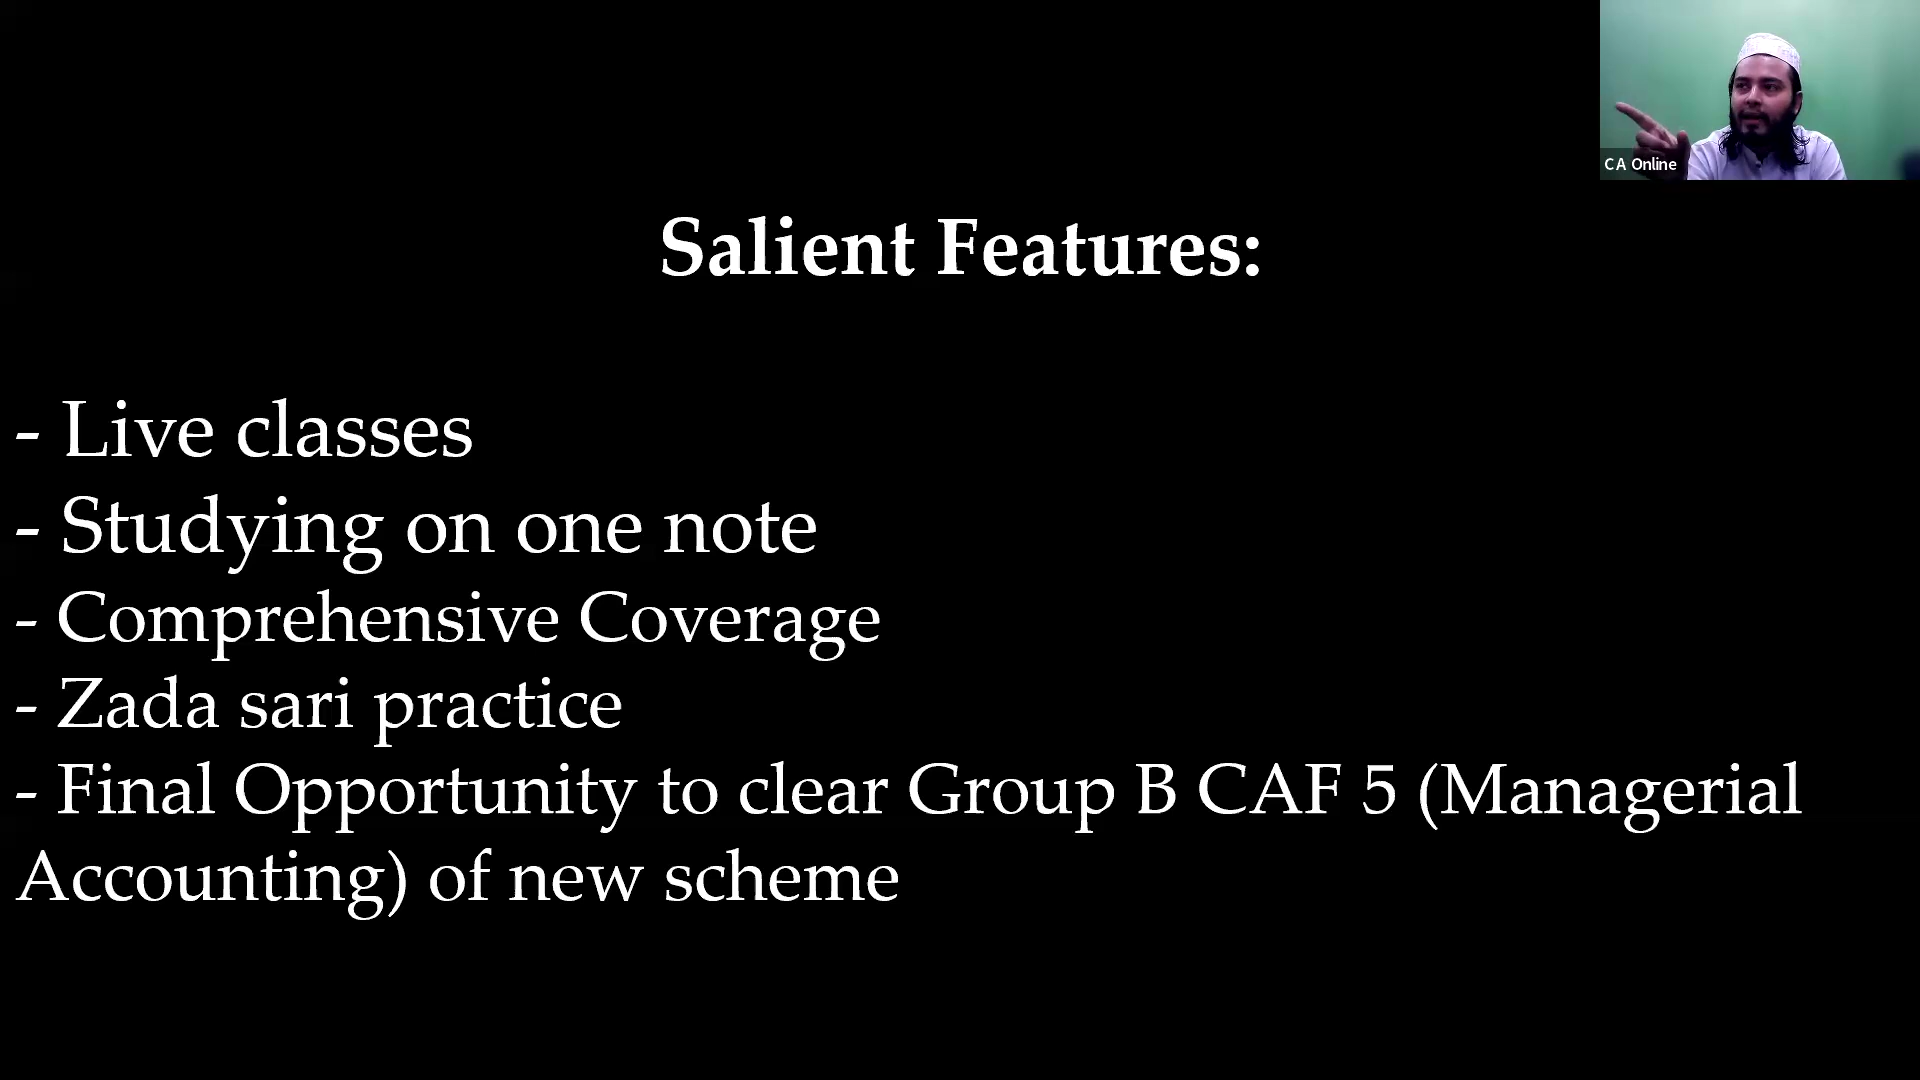 C A Online
Salient Features:
- Live classes
- Studying on one note
- Comprehensive Coverage
- Zada sari practice
- Final Opportunity to clear Group B CAF 5 (Managerial
Accounting) of new scheme